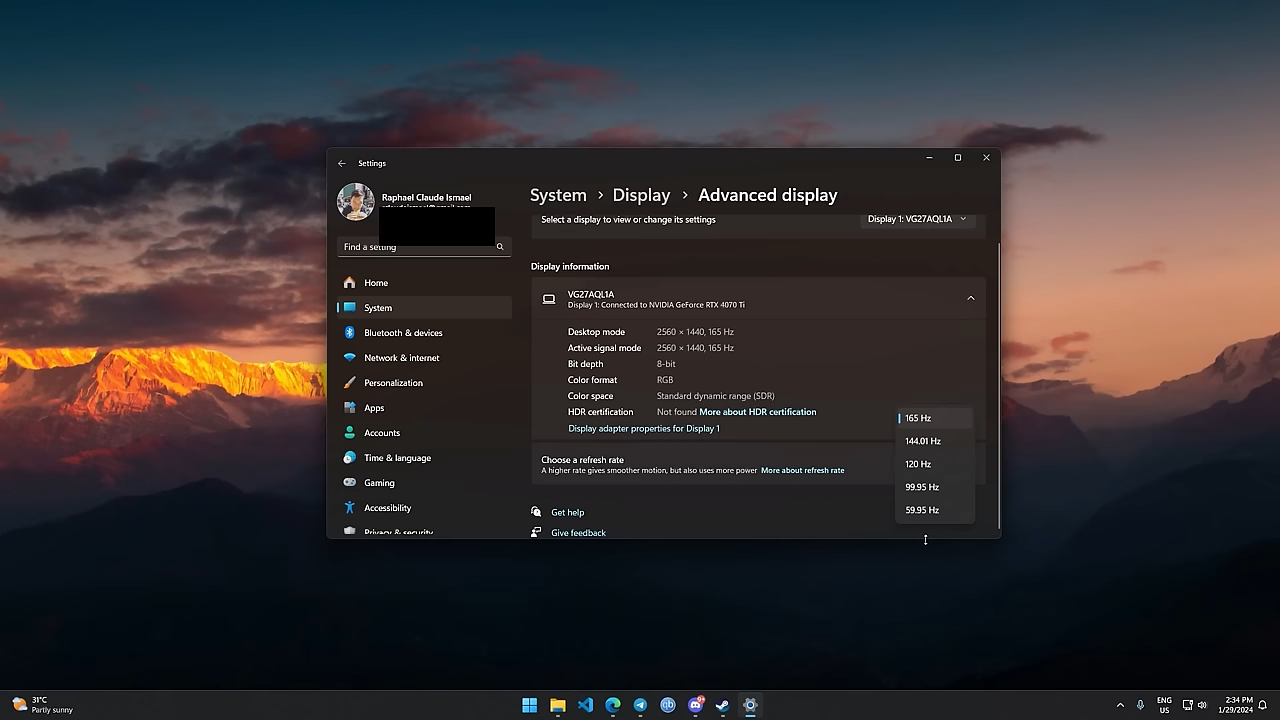 Settings
Raphael Claude Ismael
Find a setting
Home
System
Bluetooth & devices
Network & internet
Personalization
Apps
Accounts
Time & language
Gaming
Accessibility
Privacy & security
System > Display > Advanced display
Select a display to view or change its settings
Display 1: VG27AQL1A
Display information
VG27AQL1A
Display 1: Connected to NVIDIA GeForce RTX 4070 Ti
Desktop mode 2560 × 1440, 165 Hz
Active signal mode 2560 × 1440, 165 Hz
Bit depth 8-bit
Color format RGB
Color space Standard dynamic range (SDR)
HDR certification Not found More about HDR certification
Display adapter properties for Display 1
Choose a refresh rate
A higher rate gives smoother motion, but also uses more power More about refresh rate
165 Hz
144.01 Hz
120 Hz
99.95 Hz
59.95 Hz
Get help
Give feedback
31°C
Partly sunny
qb
ENG
US
2:34 PM
1/29/2024